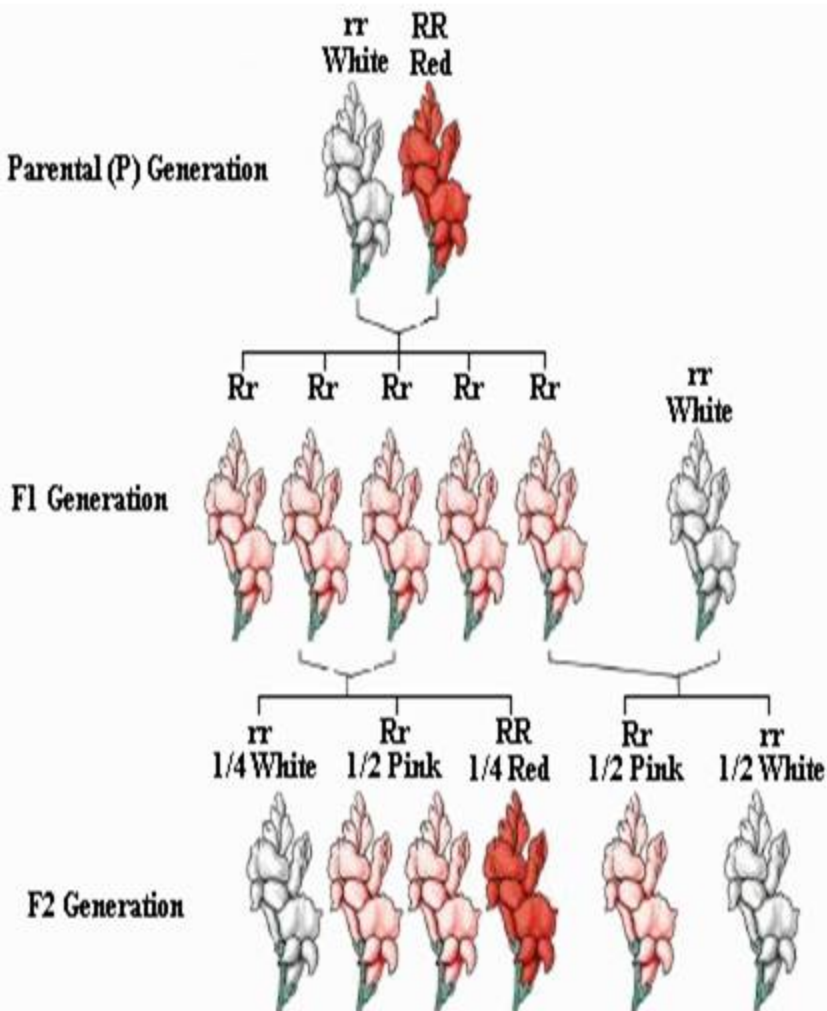 rr RR
White Red
Parental (P) Generation
Rr Rr Rr Rr Rr
rr
White
F1 Generation
rr Rr RR Rr rr
1/4 White 1/2 Pink 1/4 Red 1/2 Pink 1/2 White
F2 Generation